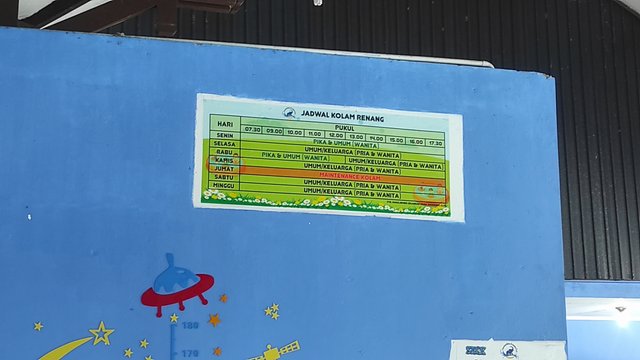 JADWAL KOLAM RENANG
HARI PUKUL
07.30 09.00 10.00 11.00 12.00 13.00 14.00 15.00 16.00 17.30
SENIN PIKA & UMUM WANITA
SELASA UMUM/KELUARGA PRIA & WANITA
RABU PIKA & UMUM WANITA UMUM/KELUARGA PRIA & WANITA
KAMIS UMUM/KELUARGA PRIA & WANITA
JUMAT MAINTENANCE KOLAM
SABTU UMUM/KELUARGA PRIA & WANITA
MINGGU UMUM/KELUARGA PRIA & WANITA
180
170